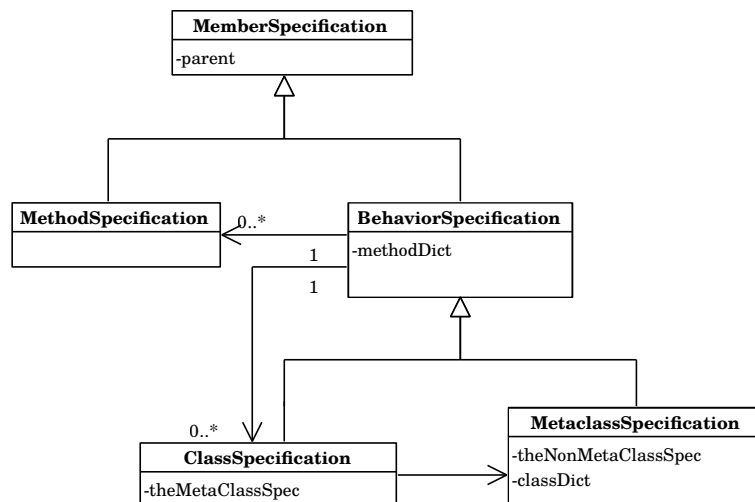 MemberSpecification
-parent
MethodSpecification
0..*
BehaviorSpecification
-methodDict
1
1
0..*
ClassSpecification
-theMetaClassSpec
MetaclassSpecification
-theNonMetaClassSpec
-classDict